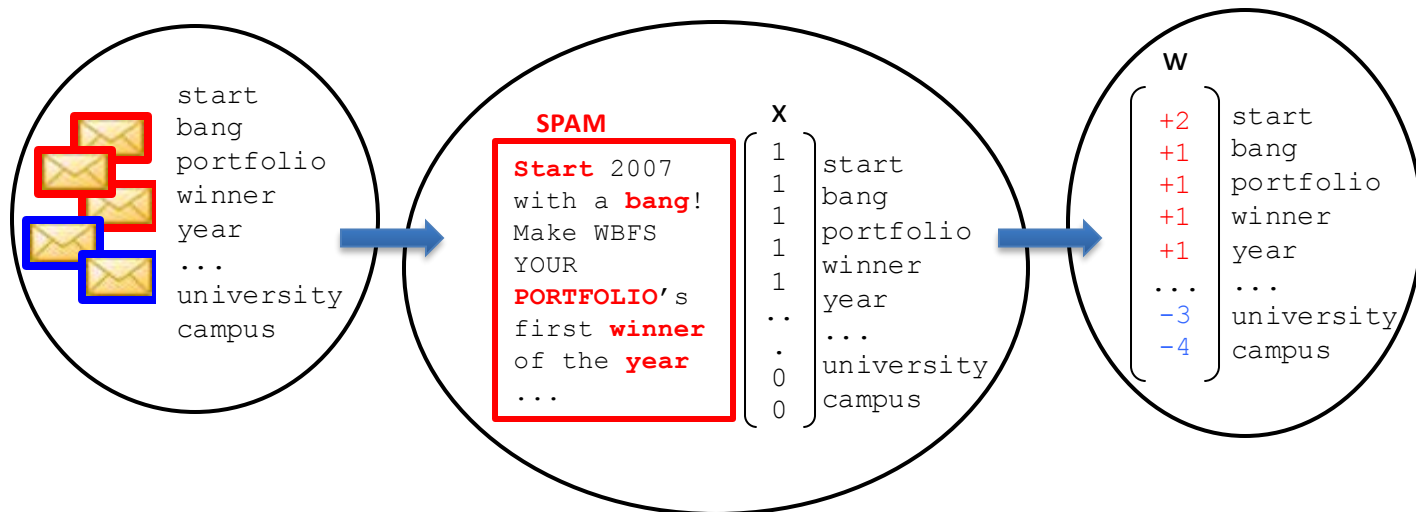 start
bang
portfolio
winner
year
...
university
campus
SPAM
Start 2007
with a bang!
Make WBFS
YOUR
PORTFOLIO’s
first winner
of the year
...
X
1
1
1
1
1
..
.
0
0
start
bang
portfolio
winner
year
...
university
campus
W
+2 start
+1 bang
+1 portfolio
+1 winner
+1 year
... ...
-3 university
-4 campus